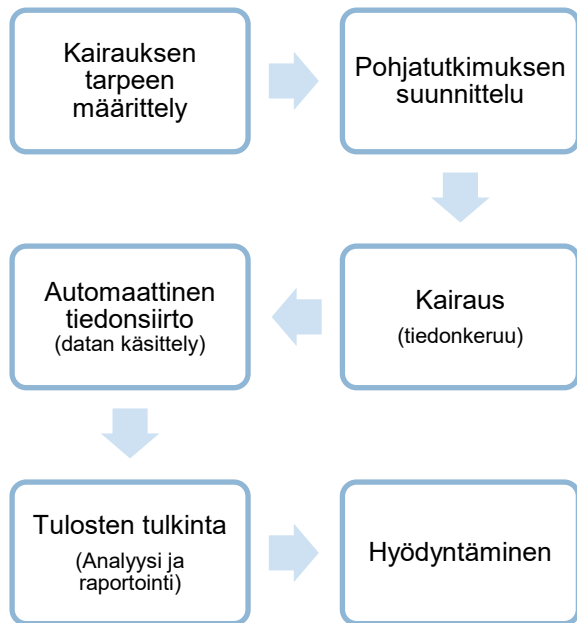 Kairauksen
tarpeen
määrittely
Pohjatutkimuksen
suunnittelu
Kairaus
(tiedonkeruu)
Automaattinen
tiedonsiirto
(datan käsittely)
Tulosten tulkinta
(Analyysi ja
raportointi)
Hyödyntäminen